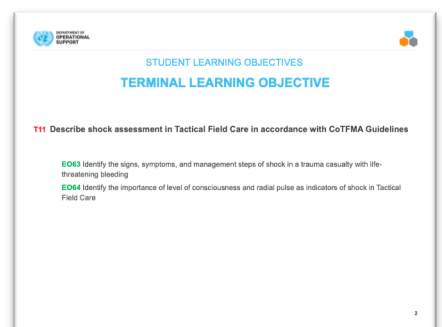 DEPARTMENT OF
OPERATIONAL
SUPPORT
STUDENT LEARNING OBJECTIVES
TERMINAL LEARNING OBJECTIVE
T11 Describe shock assessment in Tactical Field Care in accordance with CoTFMA Guidelines
EO63 Identify the signs, symptoms, and management steps of shock in a trauma casualty with life-
threatening bleeding
EO64 Identify the importance of level of consciousness and radial pulse as indicators of shock in Tactical
Field Care
2